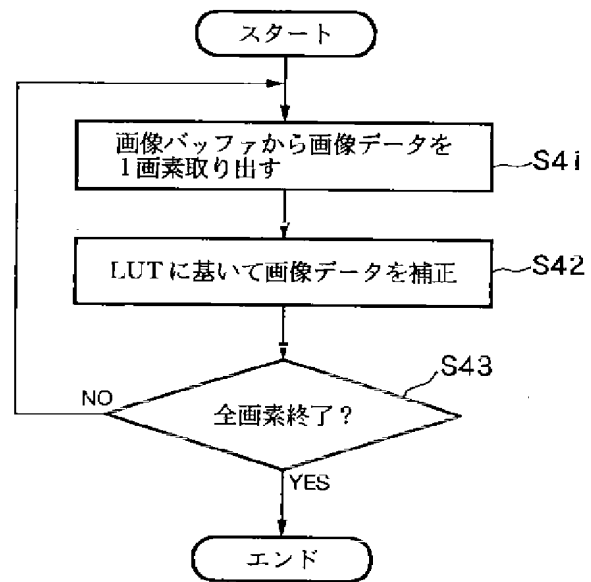 スタート
画像バッファから画像データを
1画素取り出す
S41
LUTに基いて画像データを補正
S42
S43
全画素終了？
NO
YES
エンド